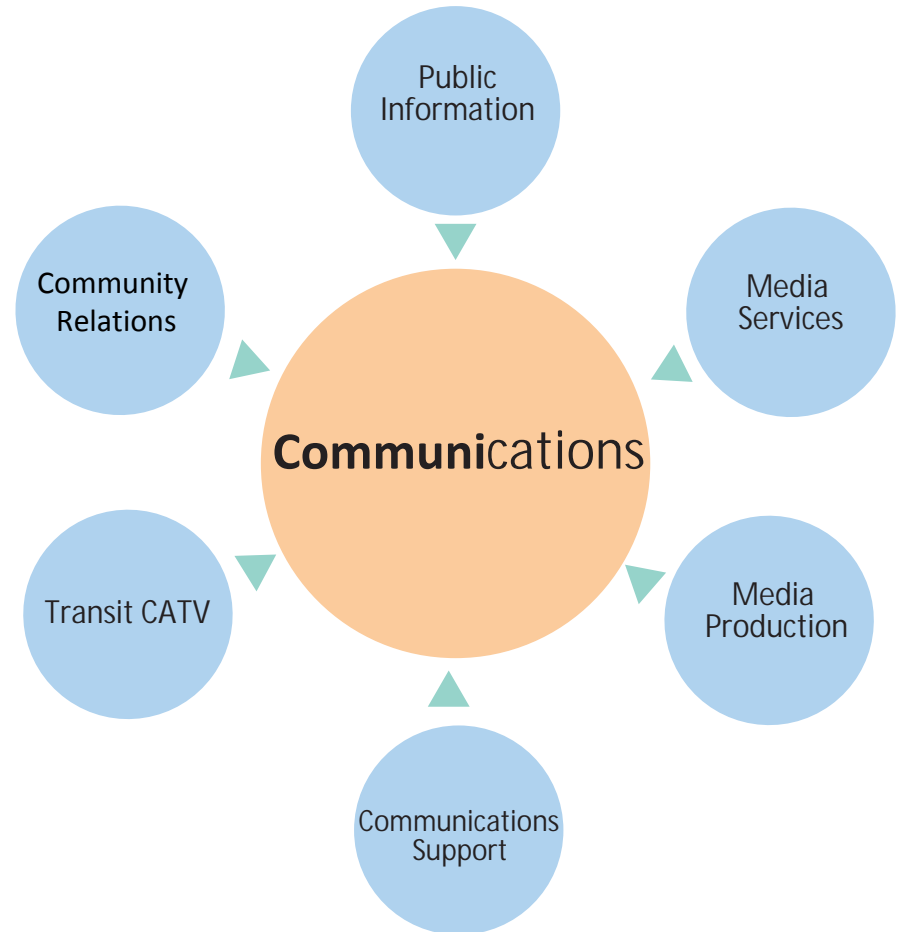 Public
Information
Community
Relations
Media
Services
Communications
Transit CATV
Media
Production
Communications
Support